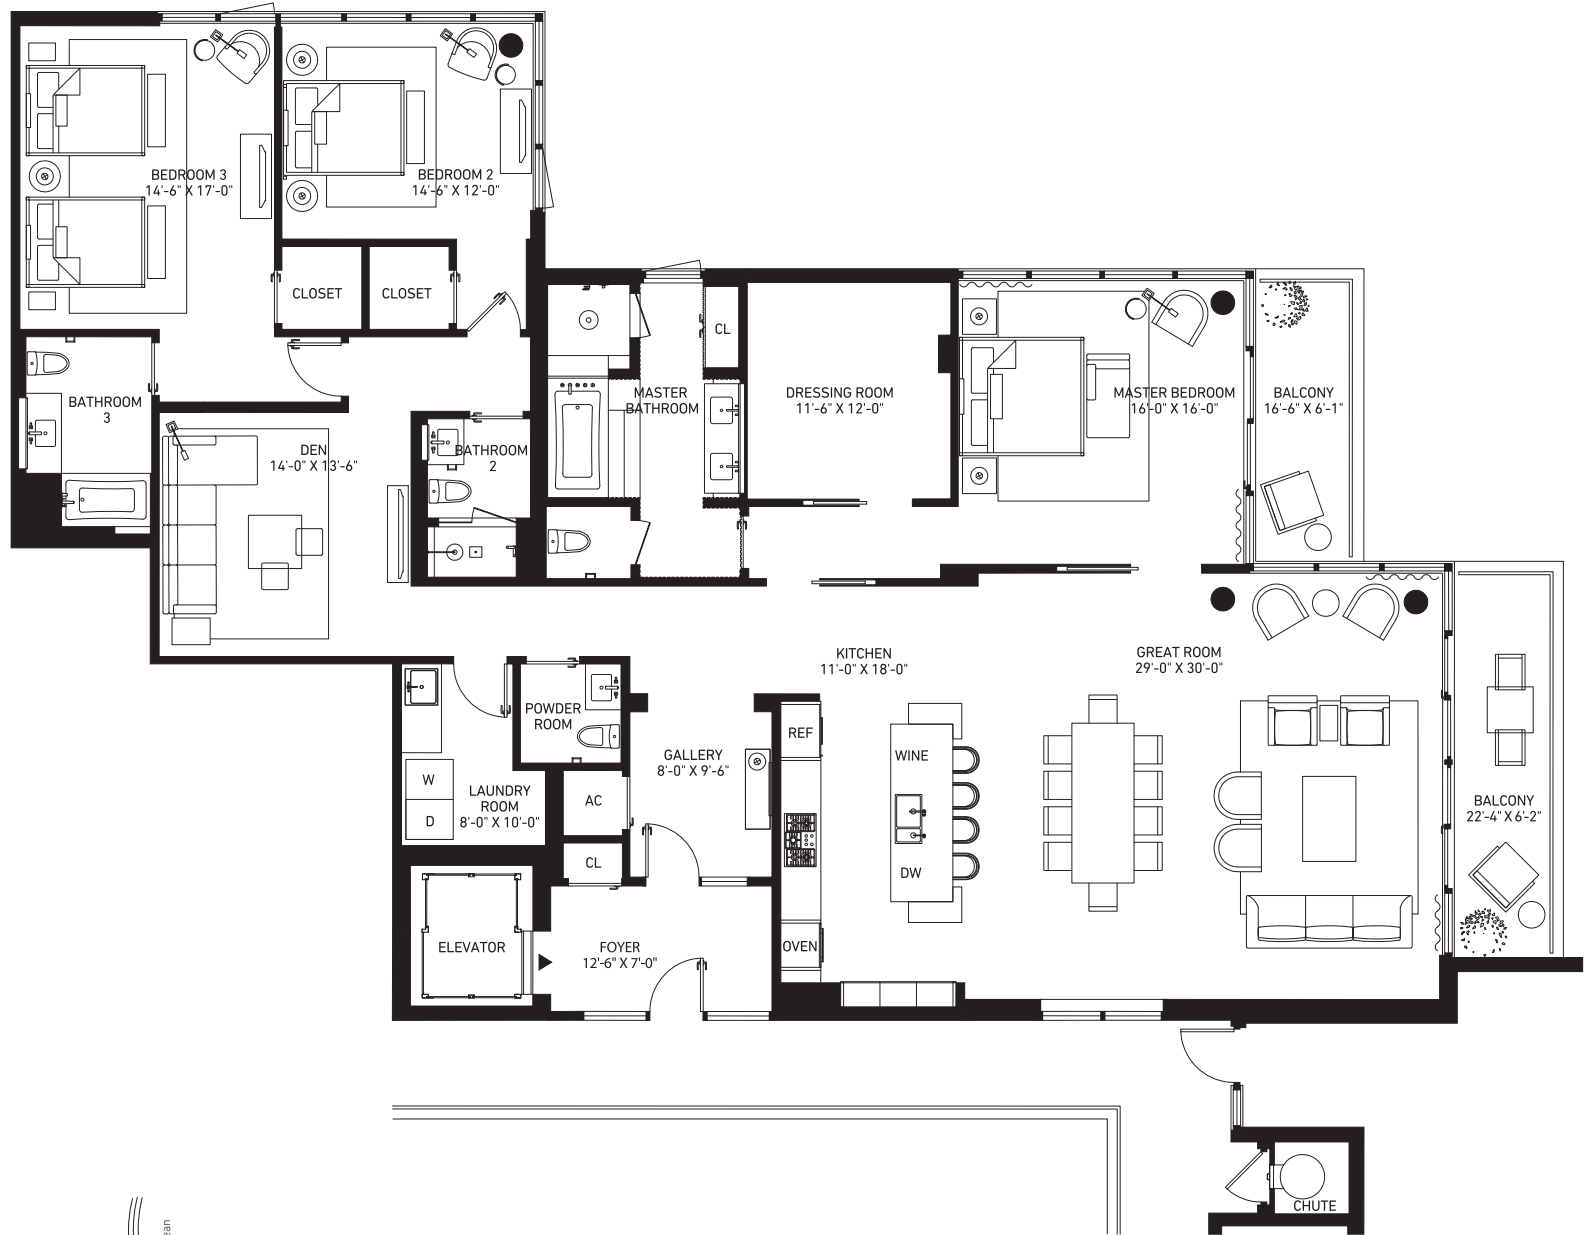 BEDROOM 3
14'-6" X 17'-0"
BEDROOM 2
14'-6" X 12'-0"
CLOSET
CLOSET
CL
BATHROOM
3
MASTER
BATHROOM
DRESSING ROOM
11'-6" X 12'-0"
MASTER BEDROOM
16'-0" X 16'-0"
BALCONY
16'-6" X 6'-1"
DEN
14'-0" X 13'-6"
BATHROOM
2
KITCHEN
11'-0" X 18'-0"
GREAT ROOM
29'-0" X 30'-0"
POWDER
ROOM
REF
GALLERY
8'-0" X 9'-6"
WINE
W
D
LAUNDRY
ROOM
8'-0" X 10'-0"
AC
BALCONY
22'-4" X 6'-2"
CL
DW
ELEVATOR
FOYER
12'-6" X 7'-0"
OVEN
CHUTE